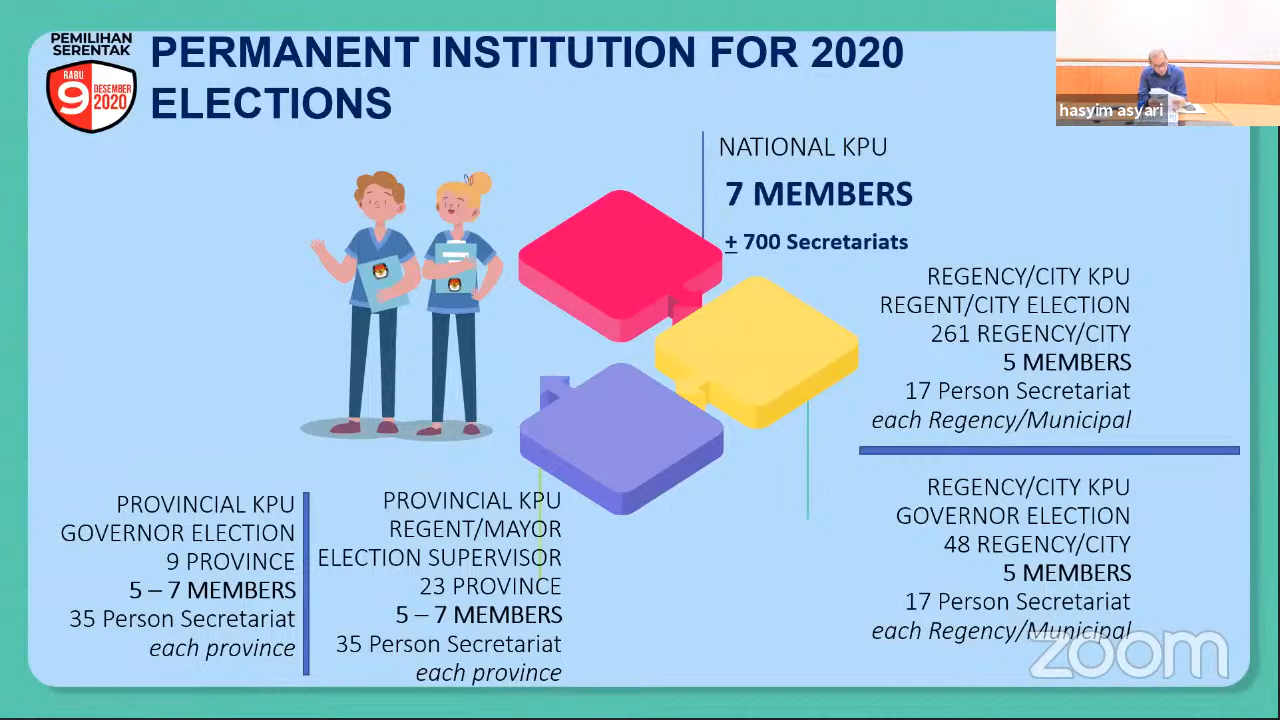 PEMILIHAN
SERENTAK
RABU
9
DESEMBER
2020
PERMANENT INSTITUTION FOR 2020
ELECTIONS
hasyim asyari
NATIONAL KPU
7 MEMBERS
± 700 Secretariats
REGENCY/CITY KPU
REGENT/CITY ELECTION
261 REGENCY/CITY
5 MEMBERS
17 Person Secretariat
each Regency/Municipal
REGENCY/CITY KPU
GOVERNOR ELECTION
48 REGENCY/CITY
5 MEMBERS
17 Person Secretariat
each Regency/Municipal
PROVINCIAL KPU
GOVERNOR ELECTION
9 PROVINCE
5 – 7 MEMBERS
35 Person Secretariat
each province
PROVINCIAL KPU
REGENT/MAYOR
ELECTION SUPERVISOR
23 PROVINCE
5 – 7 MEMBERS
35 Person Secretariat
each province
zoom